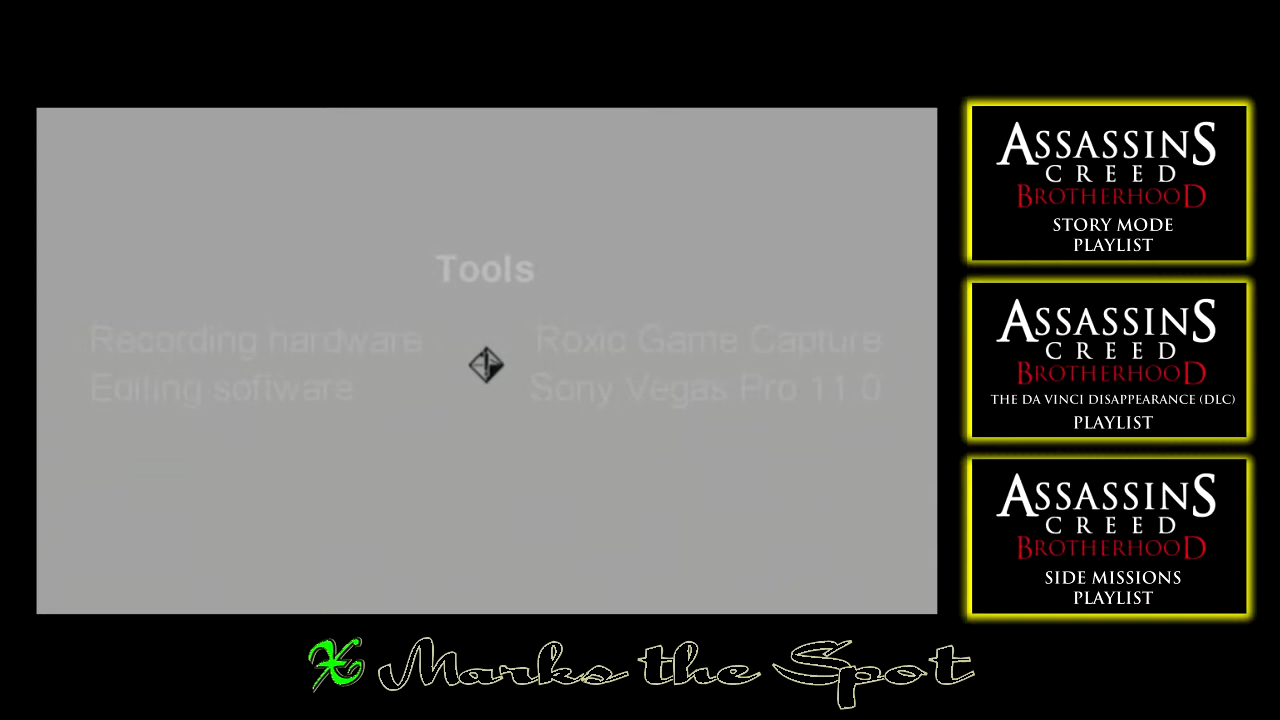 Tools
Recording hardware Roxio Game Capture
Editing software Sony Vegas Pro 11.0
ASSASSINS
CREED
BROTHERHOOD
STORY MODE
PLAYLIST
ASSASSINS
CREED
BROTHERHOOD
THE DA VINCI DISAPPEARANCE (DLC)
PLAYLIST
ASSASSINS
CREED
BROTHERHOOD
SIDE MISSIONS
PLAYLIST
X Marks the Spot